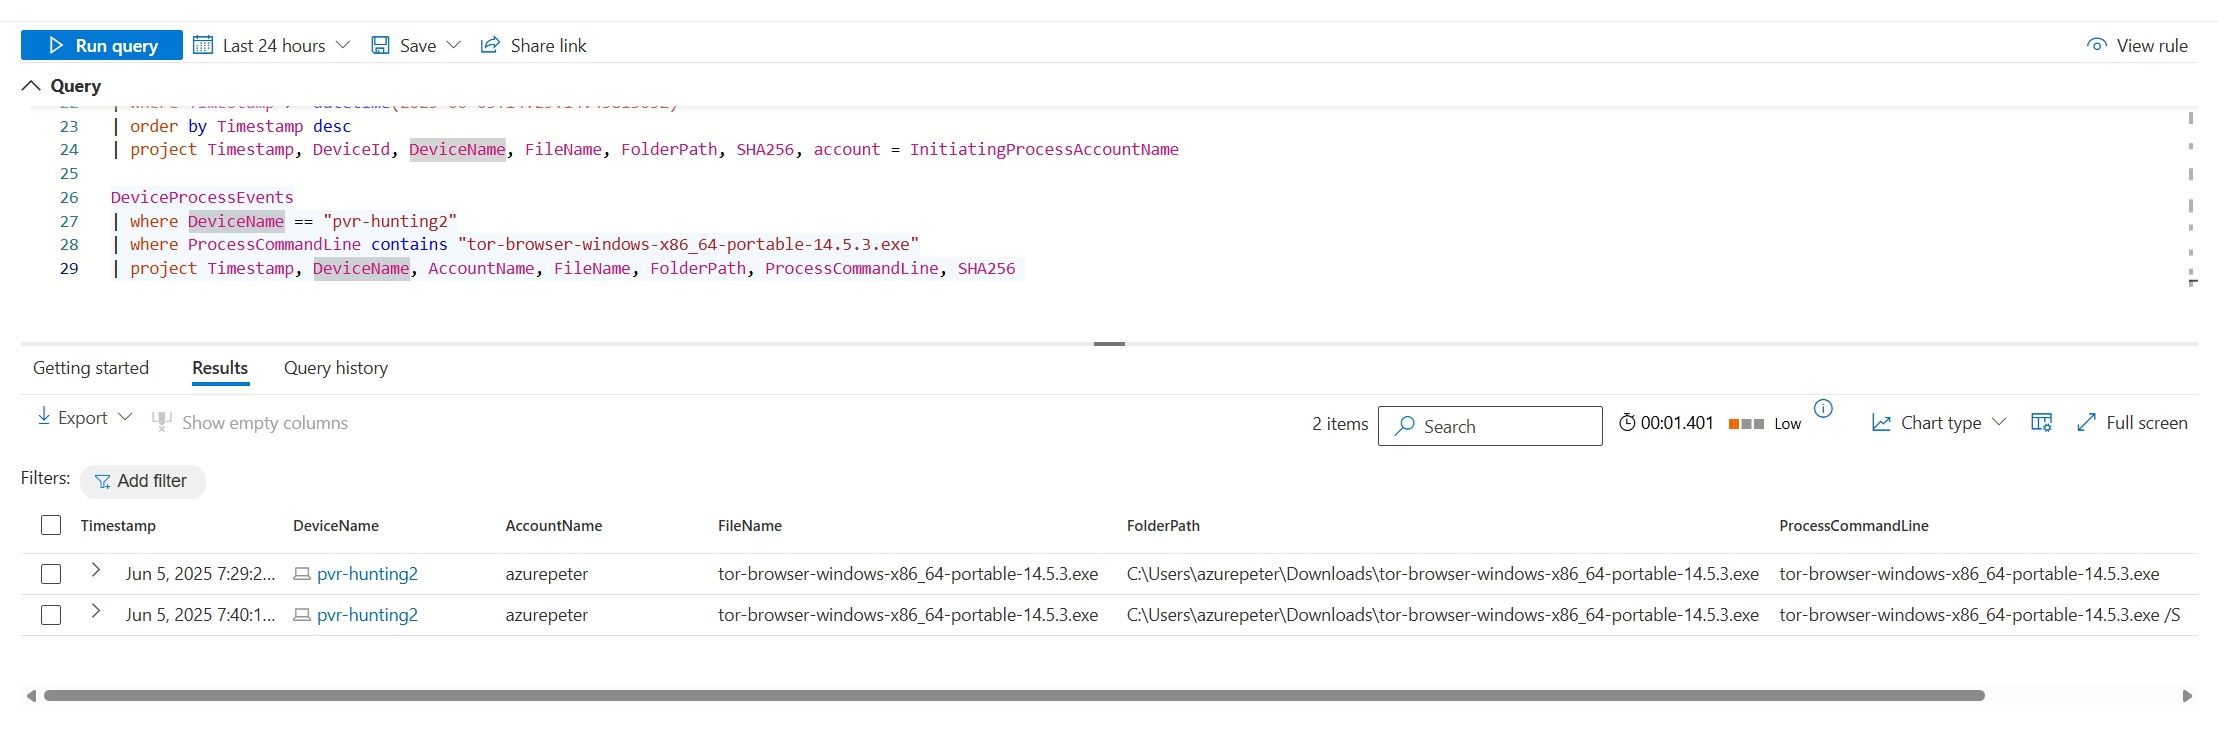 Run query Last 24 hours Save Share link View rule
Query
23 | order by Timestamp desc
24 | project Timestamp, DeviceId, DeviceName, FileName, FolderPath, SHA256, account = InitiatingProcessAccountName
25
26 DeviceProcessEvents
27 | where DeviceName == "pvr-hunting2"
28 | where ProcessCommandLine contains "tor-browser-windows-x86_64-portable-14.5.3.exe"
29 | project Timestamp, DeviceName, AccountName, FileName, FolderPath, ProcessCommandLine, SHA256
Getting started Results Query history
Export Show empty columns 2 items Search 00:01.401 Low Chart type Full screen
Filters: Add filter
Timestamp DeviceName AccountName FileName FolderPath ProcessCommandLine
Jun 5, 2025 7:29:2... pvr-hunting2 azurepeter tor-browser-windows-x86_64-portable-14.5.3.exe C:\Users\azurepeter\Downloads\tor-browser-windows-x86_64-portable-14.5.3.exe tor-browser-windows-x86_64-portable-14.5.3.exe
Jun 5, 2025 7:40:1... pvr-hunting2 azurepeter tor-browser-windows-x86_64-portable-14.5.3.exe C:\Users\azurepeter\Downloads\tor-browser-windows-x86_64-portable-14.5.3.exe tor-browser-windows-x86_64-portable-14.5.3.exe /S